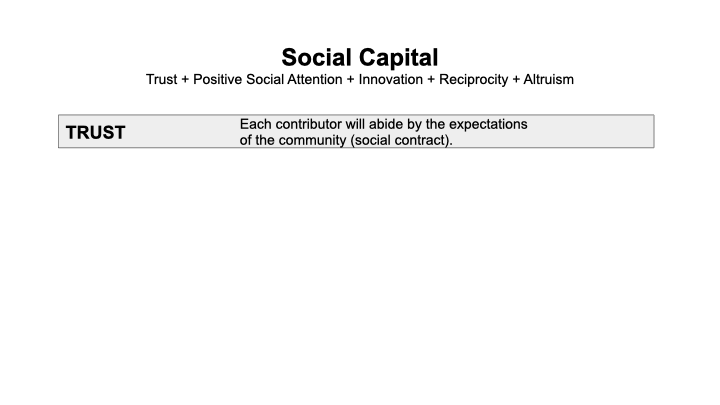 Social Capital
Trust + Positive Social Attention + Innovation + Reciprocity + Altruism
TRUST
Each contributor will abide by the expectations
of the community (social contract).